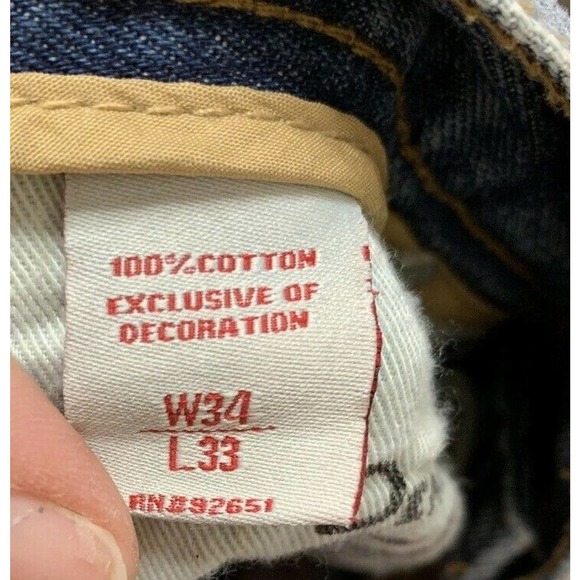 100%COTTON
EXCLUSIVE OF
DECORATION
W34
L33
RN#92651